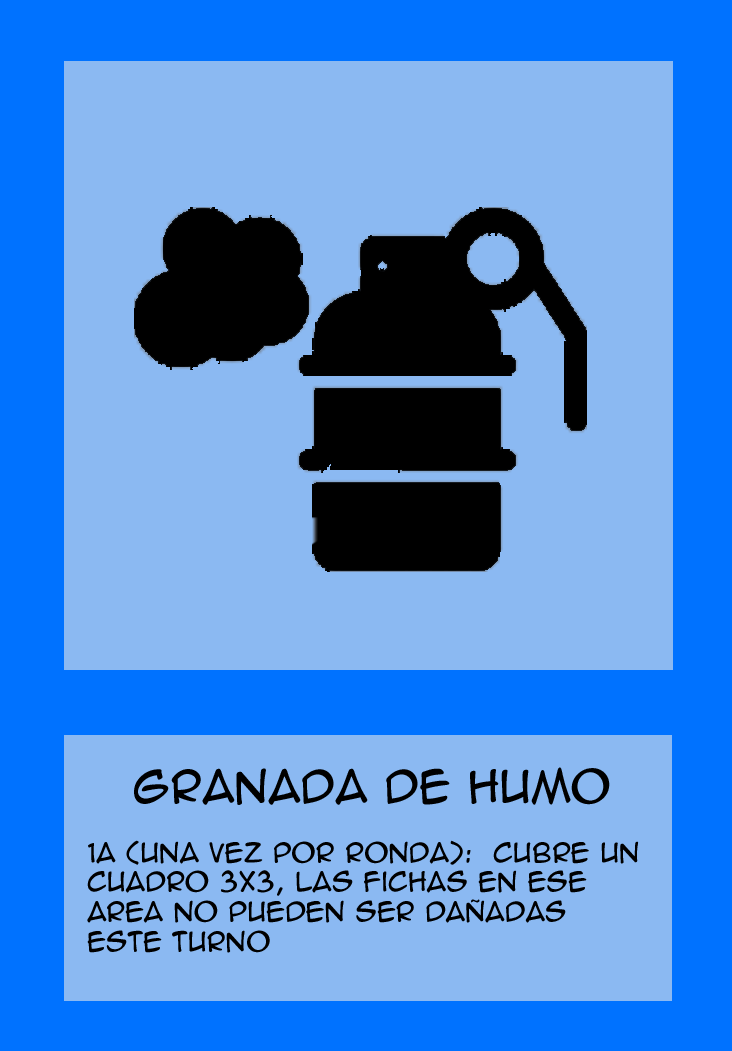 GRANADA DE HUMO
1A (UNA VEZ POR RONDA): CUBRE UN
CUADRO 3X3, LAS FICHAS EN ESE
AREA NO PUEDEN SER DAÑADAS
ESTE TURNO